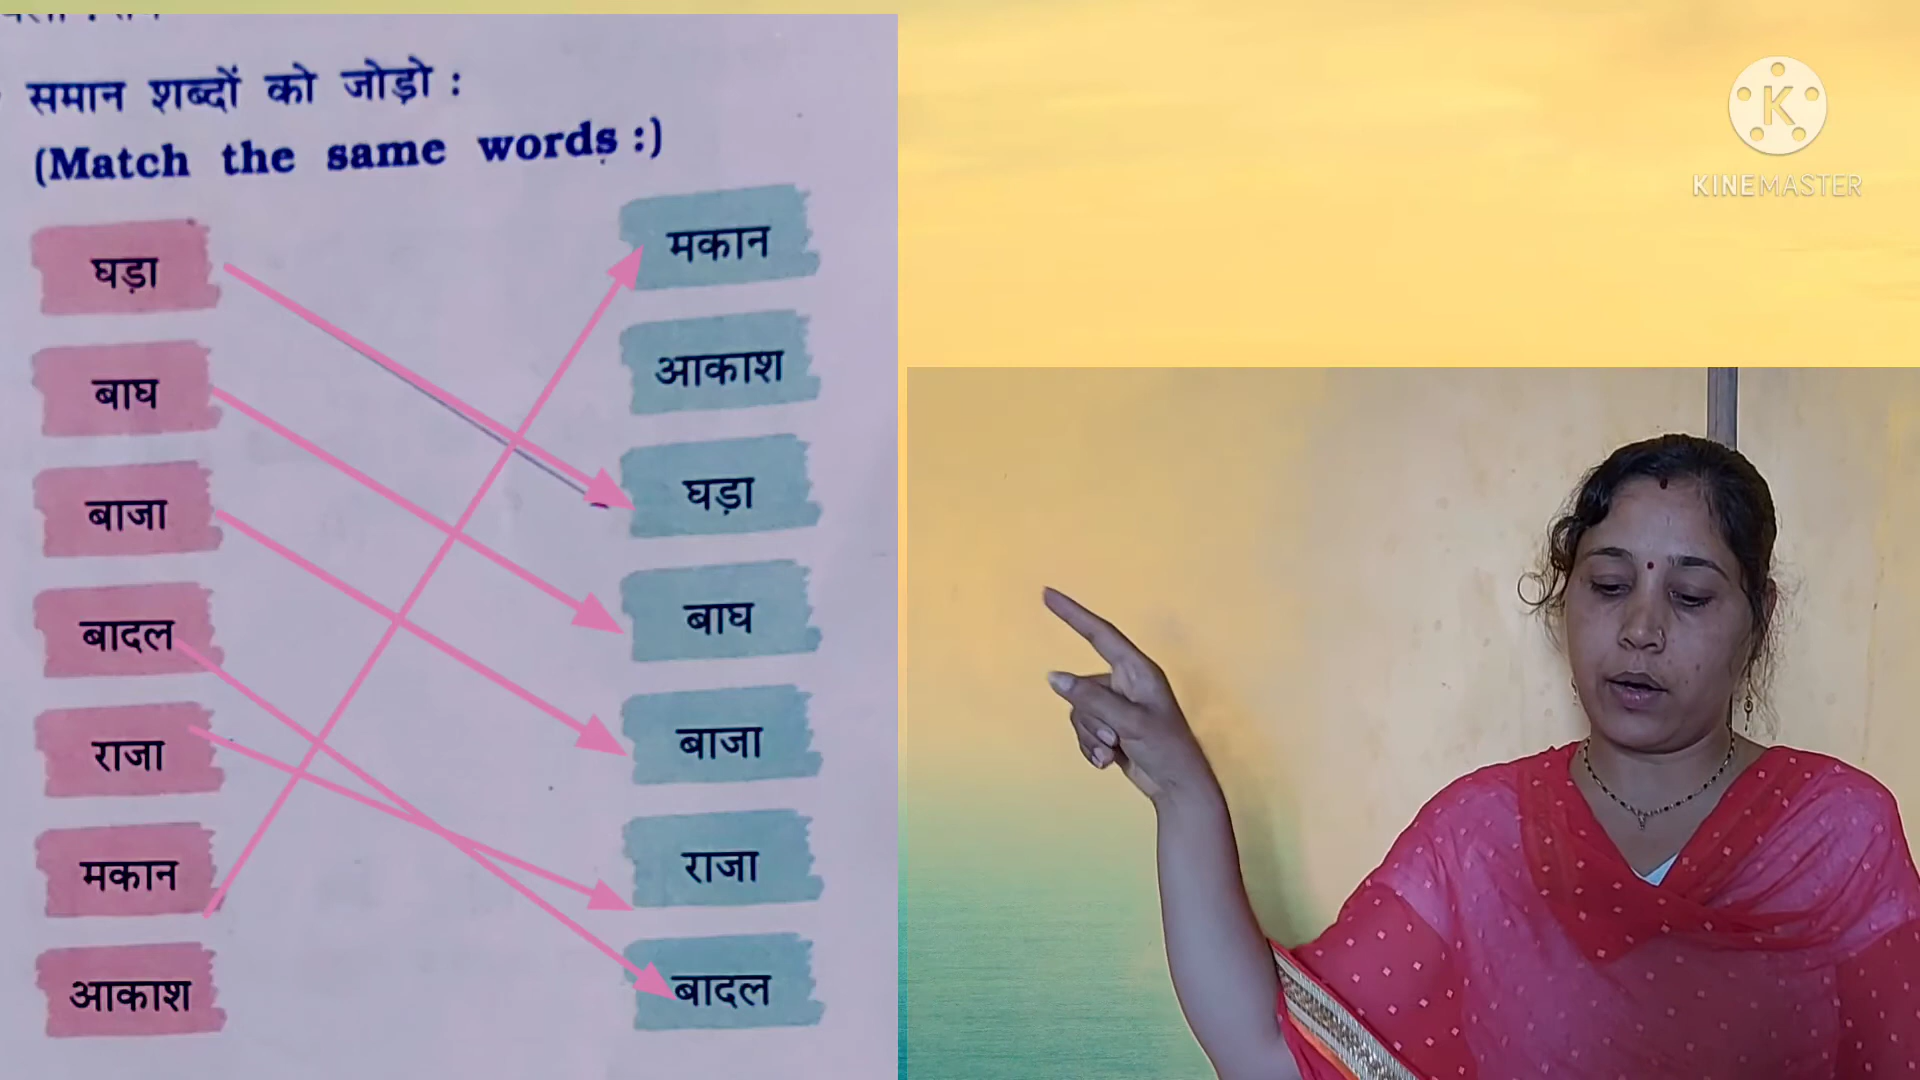 समान शब्दों को जोड़ो :
(Match the same words :)
घड़ा
बाघ
बाजा
बादल
राजा
मकान
आकाश
मकान
आकाश
घड़ा
बाघ
बाजा
राजा
बादल
KINEMASTER